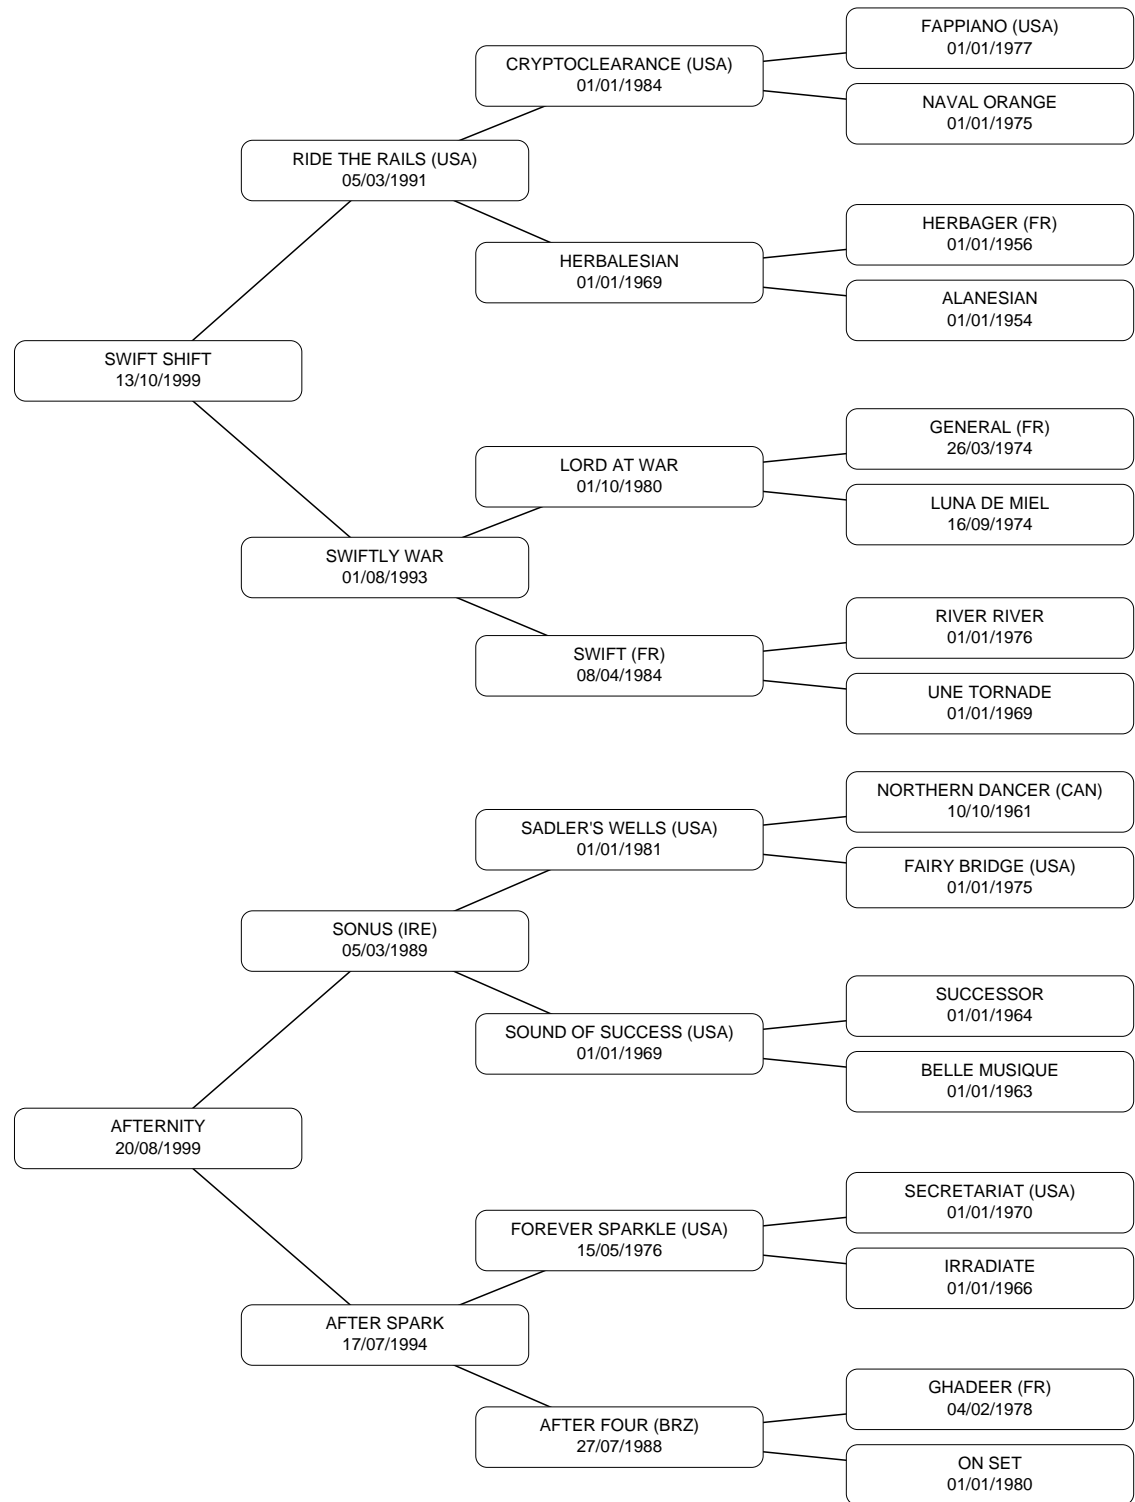 FAPPIANO (USA)
01/01/1977
CRYPTOCLEARANCE (USA)
01/01/1984
NAVAL ORANGE
01/01/1975
RIDE THE RAILS (USA)
05/03/1991
HERBAGER (FR)
01/01/1956
HERBALESIAN
01/01/1969
ALANESIAN
01/01/1954
SWIFT SHIFT
13/10/1999
GENERAL (FR)
26/03/1974
LORD AT WAR
01/10/1980
LUNA DE MIEL
16/09/1974
SWIFTLY WAR
01/08/1993
RIVER RIVER
01/01/1976
SWIFT (FR)
08/04/1984
UNE TORNADE
01/01/1969
NORTHERN DANCER (CAN)
10/10/1961
SADLER'S WELLS (USA)
01/01/1981
FAIRY BRIDGE (USA)
01/01/1975
SONUS (IRE)
05/03/1989
SUCCESSOR
01/01/1964
SOUND OF SUCCESS (USA)
01/01/1969
BELLE MUSIQUE
01/01/1963
AFTERNITY
20/08/1999
SECRETARIAT (USA)
01/01/1970
FOREVER SPARKLE (USA)
15/05/1976
IRRADIATE
01/01/1966
AFTER SPARK
17/07/1994
GHADEER (FR)
04/02/1978
AFTER FOUR (BRZ)
27/07/1988
ON SET
01/01/1980